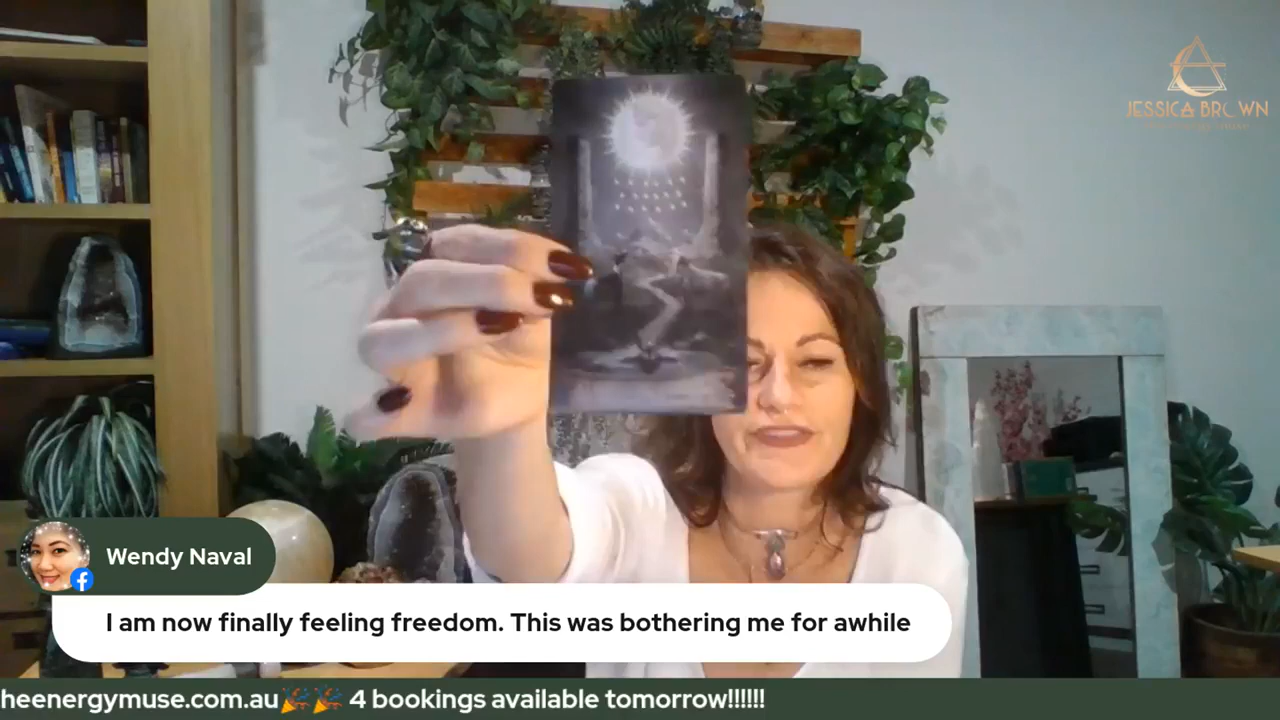 JESSICA BROWN
Wendy Naval
I am now finally feeling freedom. This was bothering me for awhile
heenergymuse.com.au🎉🎉 4 bookings available tomorrow!!!!!!